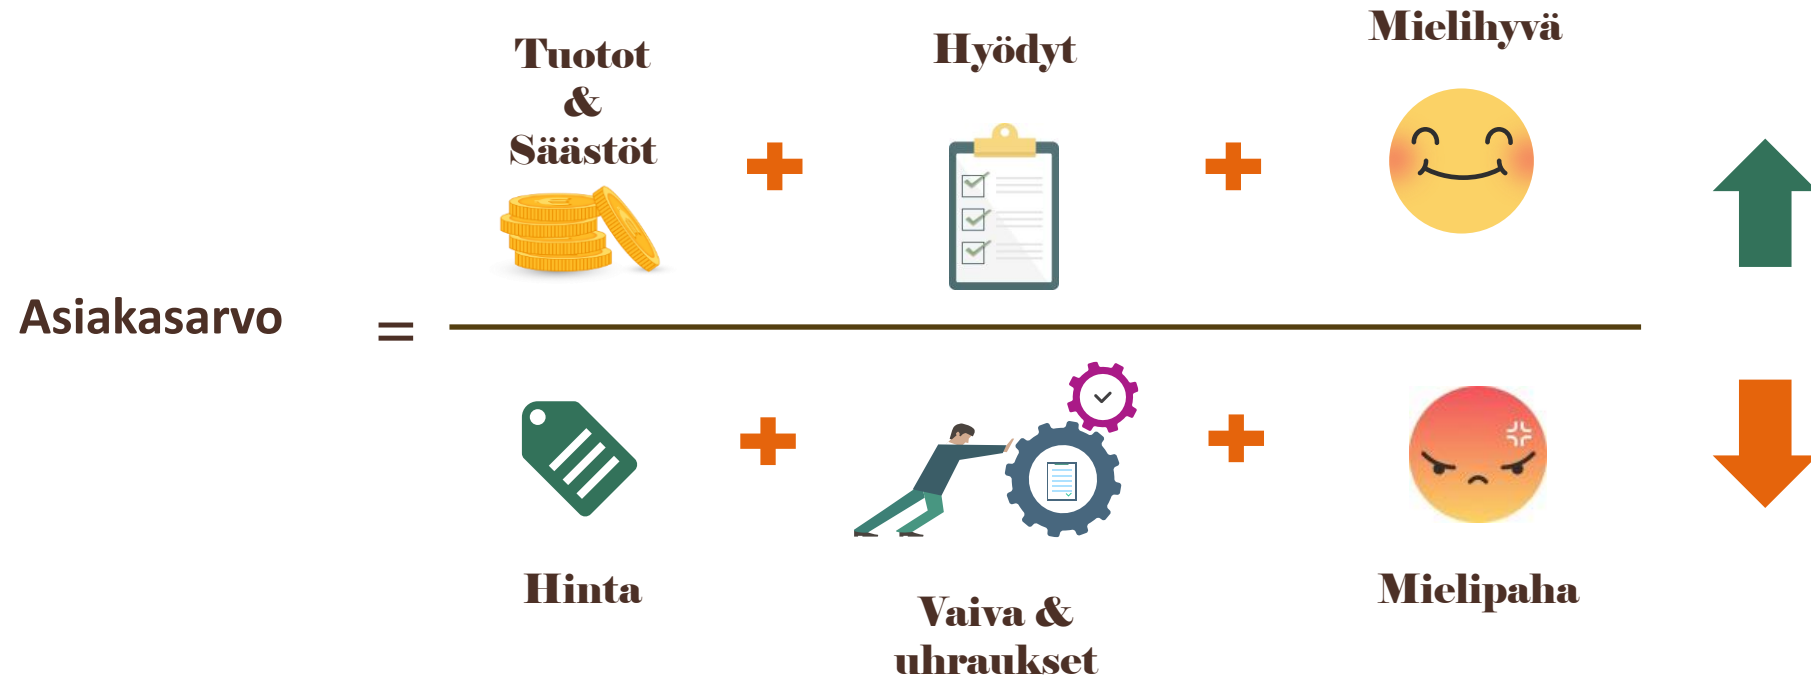 Tuotot
&
Säästöt
+
Hyödyt
+
Mielihyvä
Asiakasarvo
=
Hinta
+
Vaiva &
uhraukset
+
Mielipaha